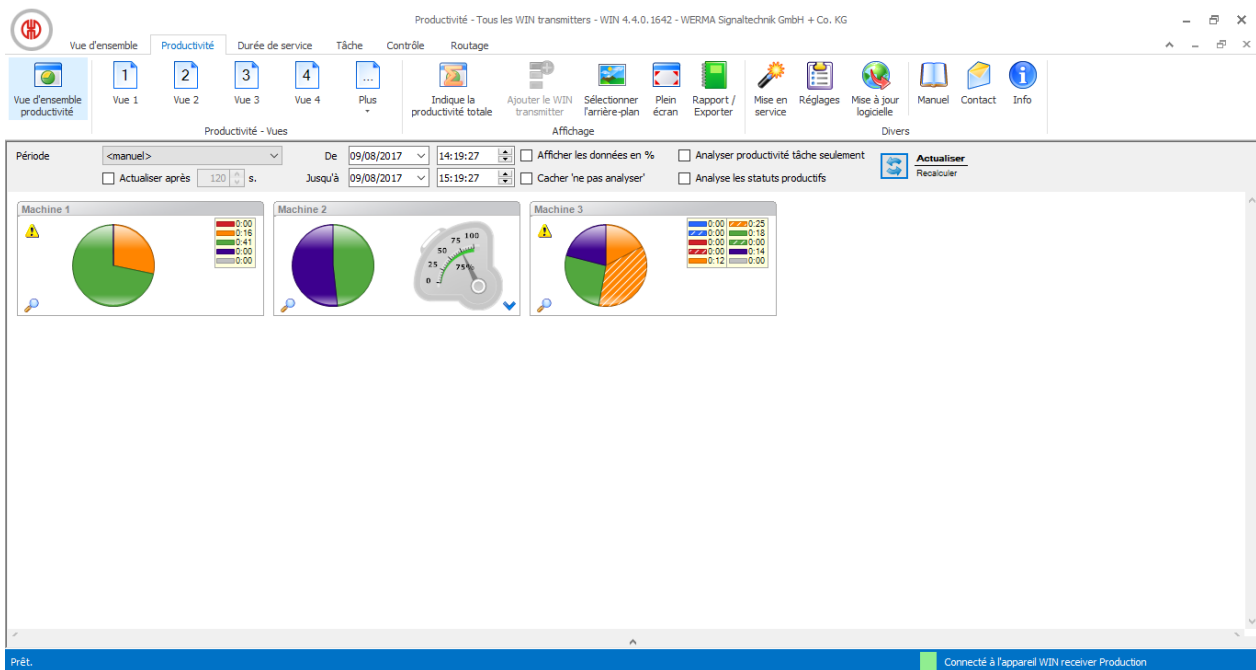 Productivité - Tous les WIN transmitters - WIN 4.4.0.1642 - WERMA Signaltechnik GmbH + Co. KG
Vue d'ensemble Productivité Durée de service Tâche Contrôle Routage
Vue d'ensemble productivité
1 Vue 1
2 Vue 2
3 Vue 3
4 Vue 4
... Plus
Productivité - Vues
Indique la productivité totale
Ajouter le WIN transmitter
Sélectionner l'arrière-plan
Plein écran
Rapport / Exporter
Affichage
Mise en service
Réglages
Mise à jour logicielle
Manuel
Contact
Info
Divers
Période <manuel> De 09/08/2017 14:19:27 Afficher les données en % Analyser productivité tâche seulement
Actualiser après 120 s. Jusqu'à 09/08/2017 15:19:27 Cacher 'ne pas analyser' Analyse les statuts productifs
Actualiser
Recalculer
Machine 1
0:00
0:16
0:41
0:00
0:00
Machine 2
0 25 50 75 100
75%
Machine 3
0:00 0:25
0:00 0:18
0:00 0:00
0:00 0:14
0:12 0:00
Prêt.
Connecté à l'appareil WIN receiver Production